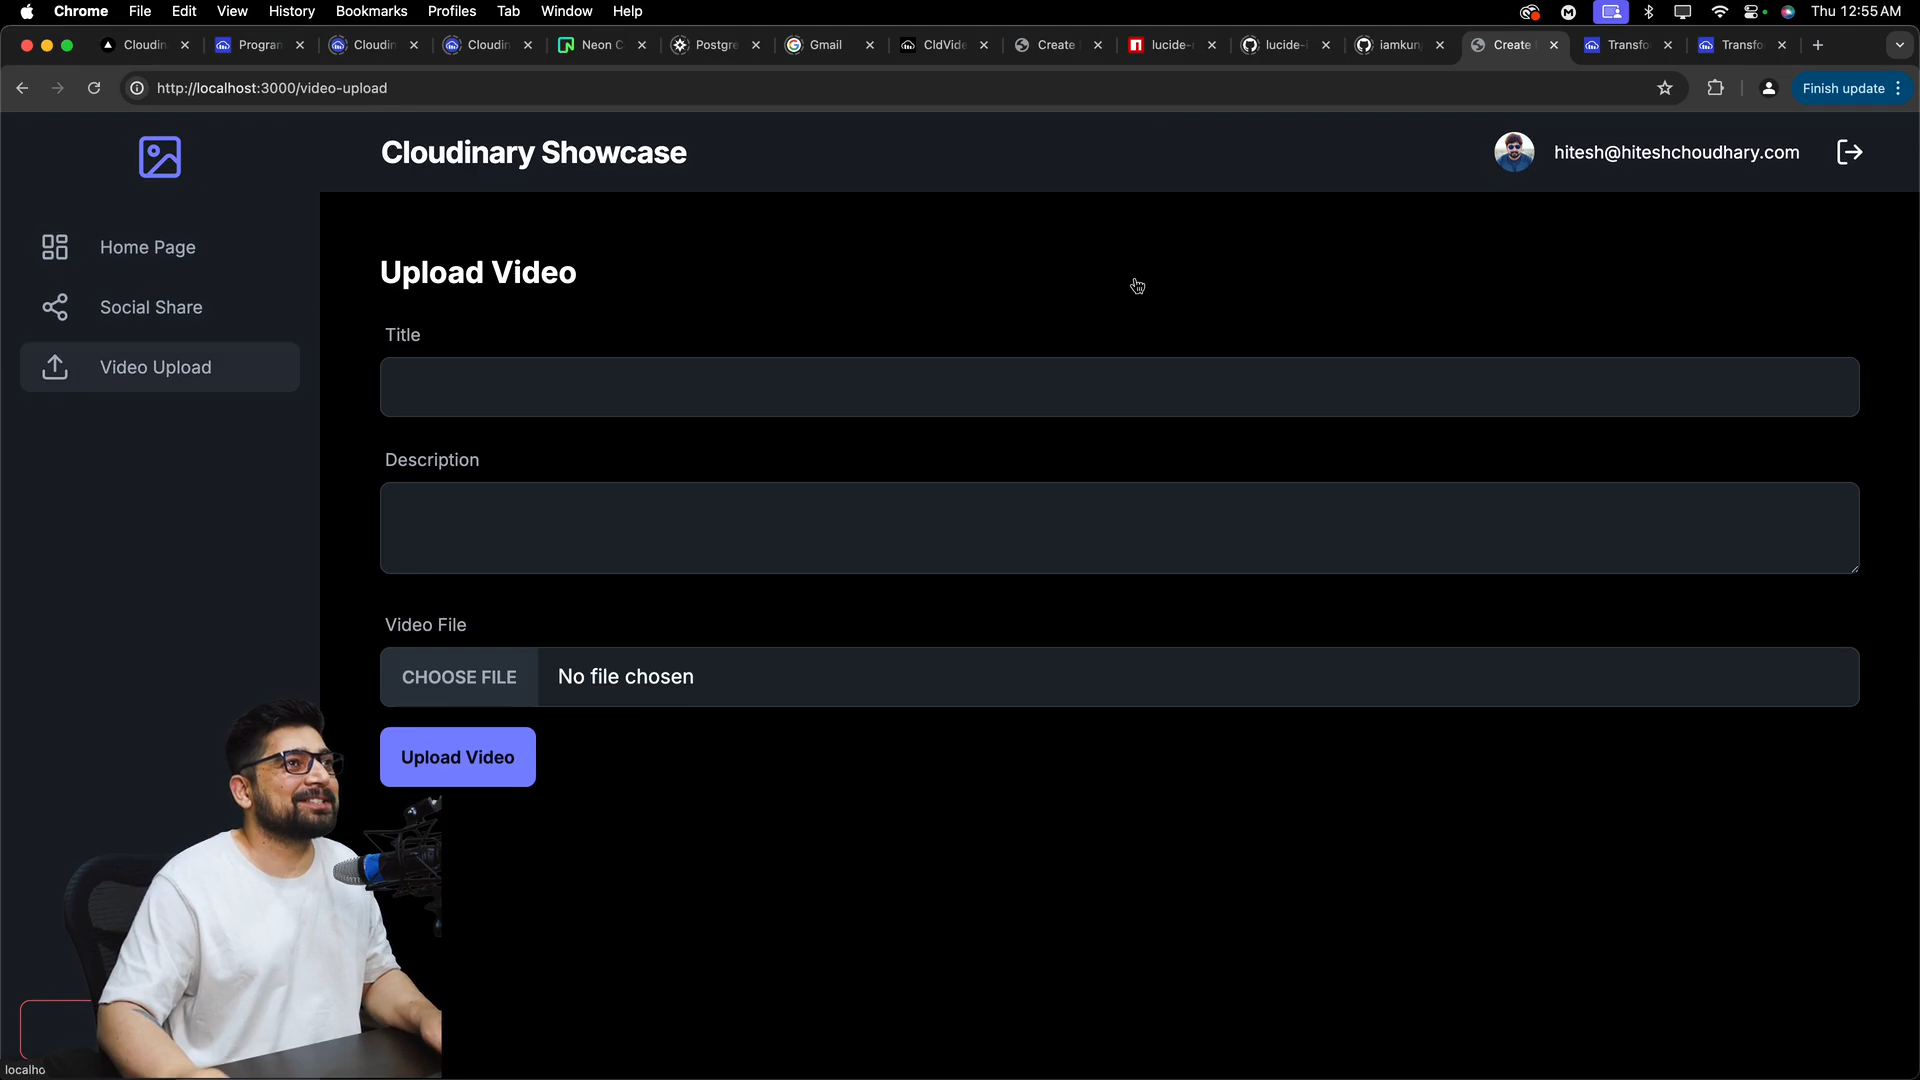 Chrome File Edit View History Bookmarks Profiles Tab Window Help Thu 12:55 AM
Cloudin Progran Cloudin Cloudin Neon C Postgre Gmail CldVide Create lucide-r lucide-i iamkun Create Transfo Transfo
http://localhost:3000/video-upload Finish update
Cloudinary Showcase hitesh@hiteshchoudhary.com
Home Page
Social Share
Video Upload
Upload Video
Title
Description
Video File
CHOOSE FILE No file chosen
Upload Video
localho